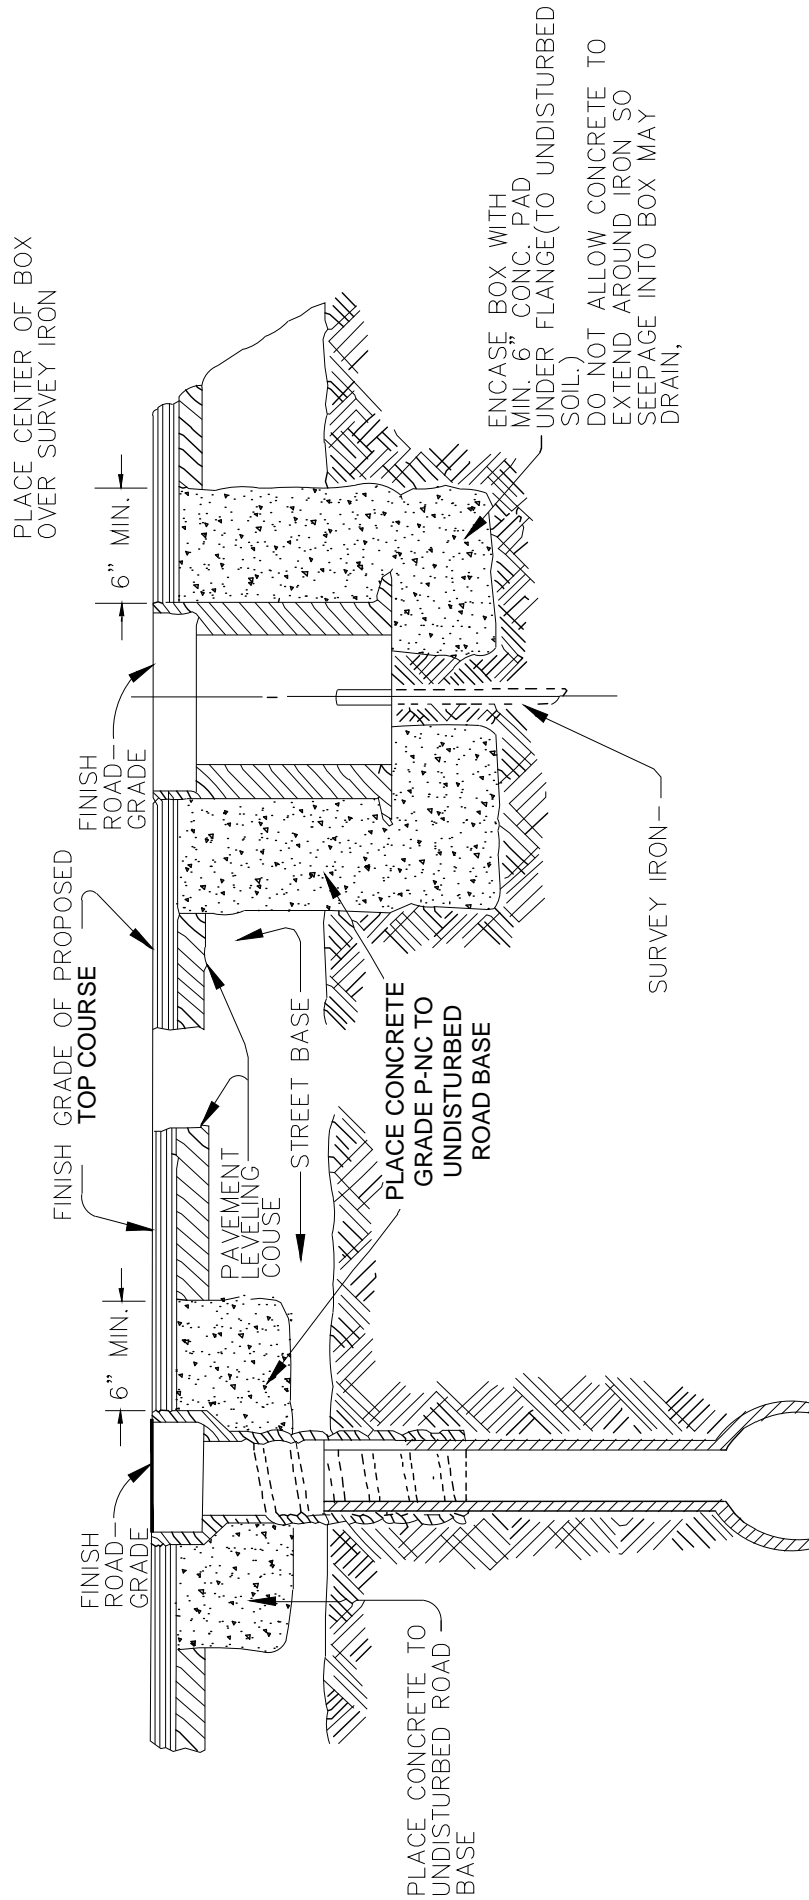 PLACE CENTER OF BOX
OVER SURVEY IRON
6" MIN.
FINISH
ROAD
GRADE
ENCASE BOX WITH
MIN. 6" CONC. PAD
UNDER FLANGE(TO UNDISTURBED
SOIL.)
DO NOT ALLOW CONCRETE TO
EXTEND AROUND IRON SO
SEEPAGE INTO BOX MAY
DRAIN,
SURVEY IRON
FINISH GRADE OF PROPOSED
TOP COURSE
PAVEMENT
LEVELING
COUSE
STREET BASE
PLACE CONCRETE
GRADE P-NC TO
UNDISTURBED
ROAD BASE
6" MIN.
FINISH
ROAD
GRADE
PLACE CONCRETE TO
UNDISTURBED ROAD
BASE